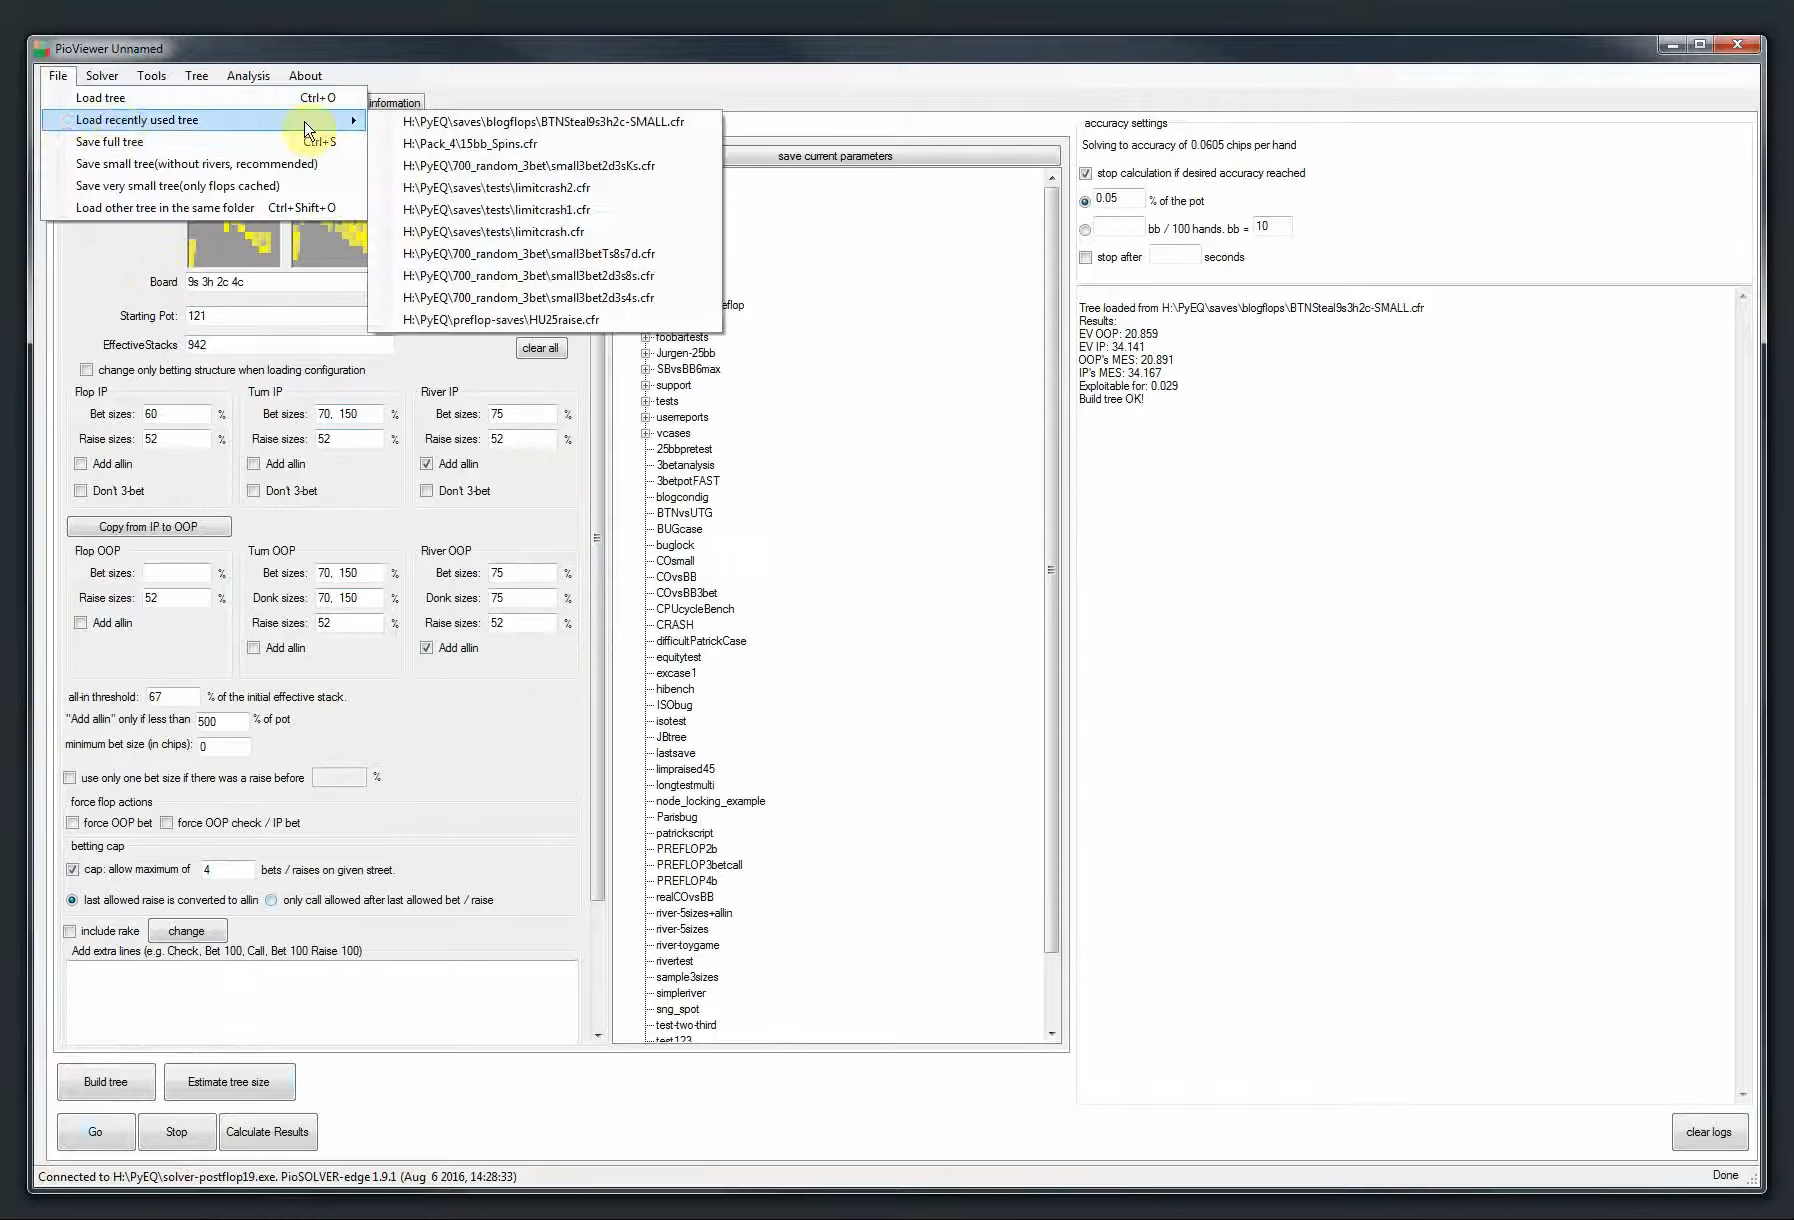 PioViewer Unnamed
File Solver Tools Tree Analysis About
Load tree Ctrl+O
Load recently used tree
Save full tree Ctrl+S
Save small tree(without rivers, recommended)
Save very small tree(only flops cached)
Load other tree in the same folder Ctrl+Shift+O
information
H:\PyEQ\saves\blogflops\BTNSteal9s3h2c-SMALL.cfr
H:\Pack_4\15bb_Spins.cfr
H:\PyEQ\700_random_3bet\small3bet2d3sKs.cfr
H:\PyEQ\saves\tests\limitcrash2.cfr
H:\PyEQ\saves\tests\limitcrash1.cfr
H:\PyEQ\saves\tests\limitcrash.cfr
H:\PyEQ\700_random_3bet\small3betTs8s7d.cfr
H:\PyEQ\700_random_3bet\small3bet2d3s8s.cfr
H:\PyEQ\700_random_3bet\small3bet2d3s4s.cfr
H:\PyEQ\preflop-saves\HU25raise.cfr
Board 9s 3h 2c 4c
Starting Pot: 121
EffectiveStacks 942
clear all
change only betting structure when loading configuration
Flop IP
Bet sizes: 60 %
Raise sizes: 52 %
Add allin
Don't 3-bet
Turn IP
Bet sizes: 70, 150 %
Raise sizes: 52 %
Add allin
Don't 3-bet
River IP
Bet sizes: 75 %
Raise sizes: 52 %
Add allin
Don't 3-bet
Copy from IP to OOP
Flop OOP
Bet sizes: %
Raise sizes: 52 %
Add allin
Turn OOP
Bet sizes: 70, 150 %
Donk sizes: 70, 150 %
Raise sizes: 52 %
Add allin
River OOP
Bet sizes: 75 %
Donk sizes: 75 %
Raise sizes: 52 %
Add allin
all-in threshold: 67 % of the initial effective stack.
"Add allin" only if less than 500 % of pot
minimum bet size (in chips): 0
use only one bet size if there was a raise before %
force flop actions
force OOP bet force OOP check / IP bet
betting cap
cap: allow maximum of 4 bets / raises on given street.
last allowed raise is converted to allin only call allowed after last allowed bet / raise
include rake change
Add extra lines (e.g. Check, Bet 100, Call, Bet 100 Raise 100)
Build tree Estimate tree size
Go Stop Calculate Results
save current parameters
eflop
foobartests
Jurgen-25bb
SBvsBB6max
support
tests
userreports
vcases
25bbpretest
3betanalysis
3betpotFAST
blogcondig
BTNvsUTG
BUGcase
buglock
COsmall
COvsBB
COvsBB3bet
CPUcycleBench
CRASH
difficultPatrickCase
equitytest
excase1
hibench
ISObug
isotest
JBtree
lastsave
limpraised45
longtestmulti
node_locking_example
Parisbug
patrickscript
PREFLOP2b
PREFLOP3betcall
PREFLOP4b
realCOvsBB
river-5sizes+allin
river-5sizes
river-toygame
rivertest
sample3sizes
simpleriver
sng_spot
test-two-third
test123
accuracy settings
Solving to accuracy of 0.0605 chips per hand
stop calculation if desired accuracy reached
0.05 % of the pot
bb / 100 hands. bb = 10
stop after seconds
Tree loaded from H:\PyEQ\saves\blogflops\BTNSteal9s3h2c-SMALL.cfr
Results:
EV OOP: 20.859
EV IP: 34.141
OOP's MES: 20.891
IP's MES: 34.167
Exploitable for: 0.029
Build tree OK!
clear logs
Connected to H:\PyEQ\solver-postflop19.exe. PioSOLVER-edge 1.9.1 (Aug 6 2016, 14:28:33)
Done